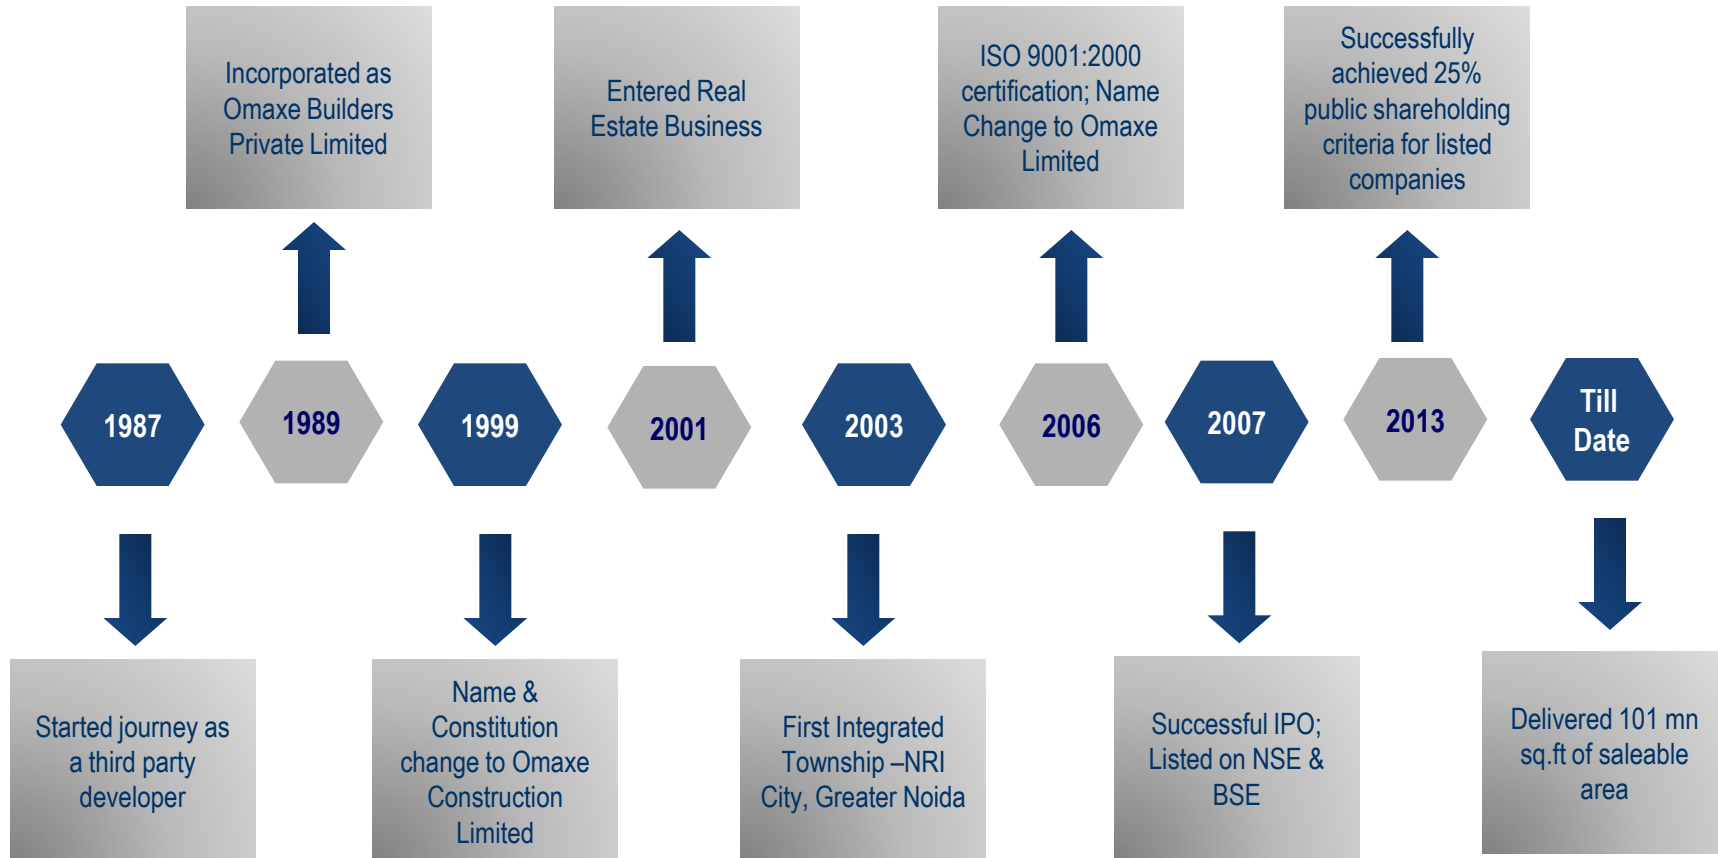 Incorporated as
Omaxe Builders
Private Limited
Entered Real
Estate Business
ISO 9001:2000
certification; Name
Change to Omaxe
Limited
Successfully
achieved 25%
public shareholding
criteria for listed
companies
1987
1989
1999
2001
2003
2006
2007
2013
Till
Date
Started journey as
a third party
developer
Name &
Constitution
change to Omaxe
Construction
Limited
First Integrated
Township –NRI
City, Greater Noida
Successful IPO;
Listed on NSE &
BSE
Delivered 101 mn
sq.ft of saleable
area